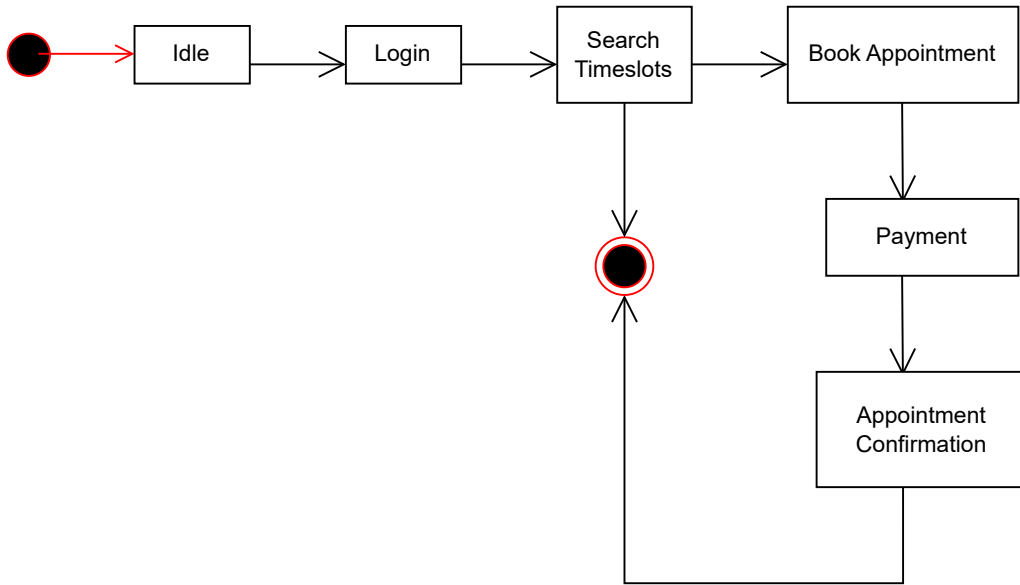 Idle
Login
Search
Timeslots
Book Appointment
Payment
Appointment
Confirmation